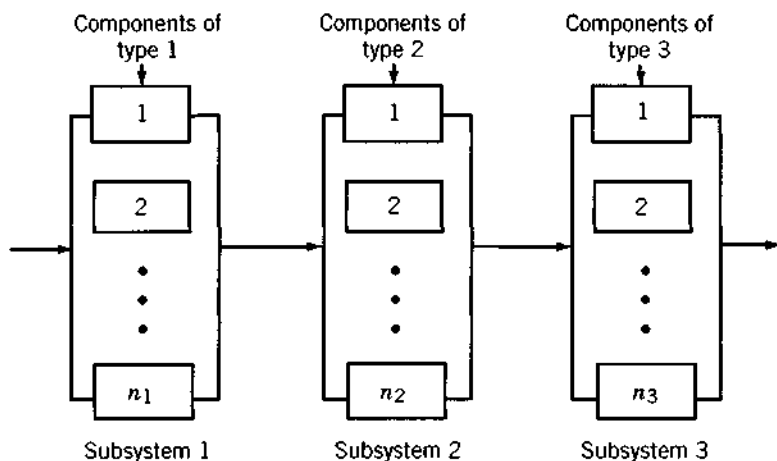 Components of
type 1
Components of
type 2
Components of
type 3
1
1
1
2
2
2
n1
n2
n3
Subsystem 1
Subsystem 2
Subsystem 3